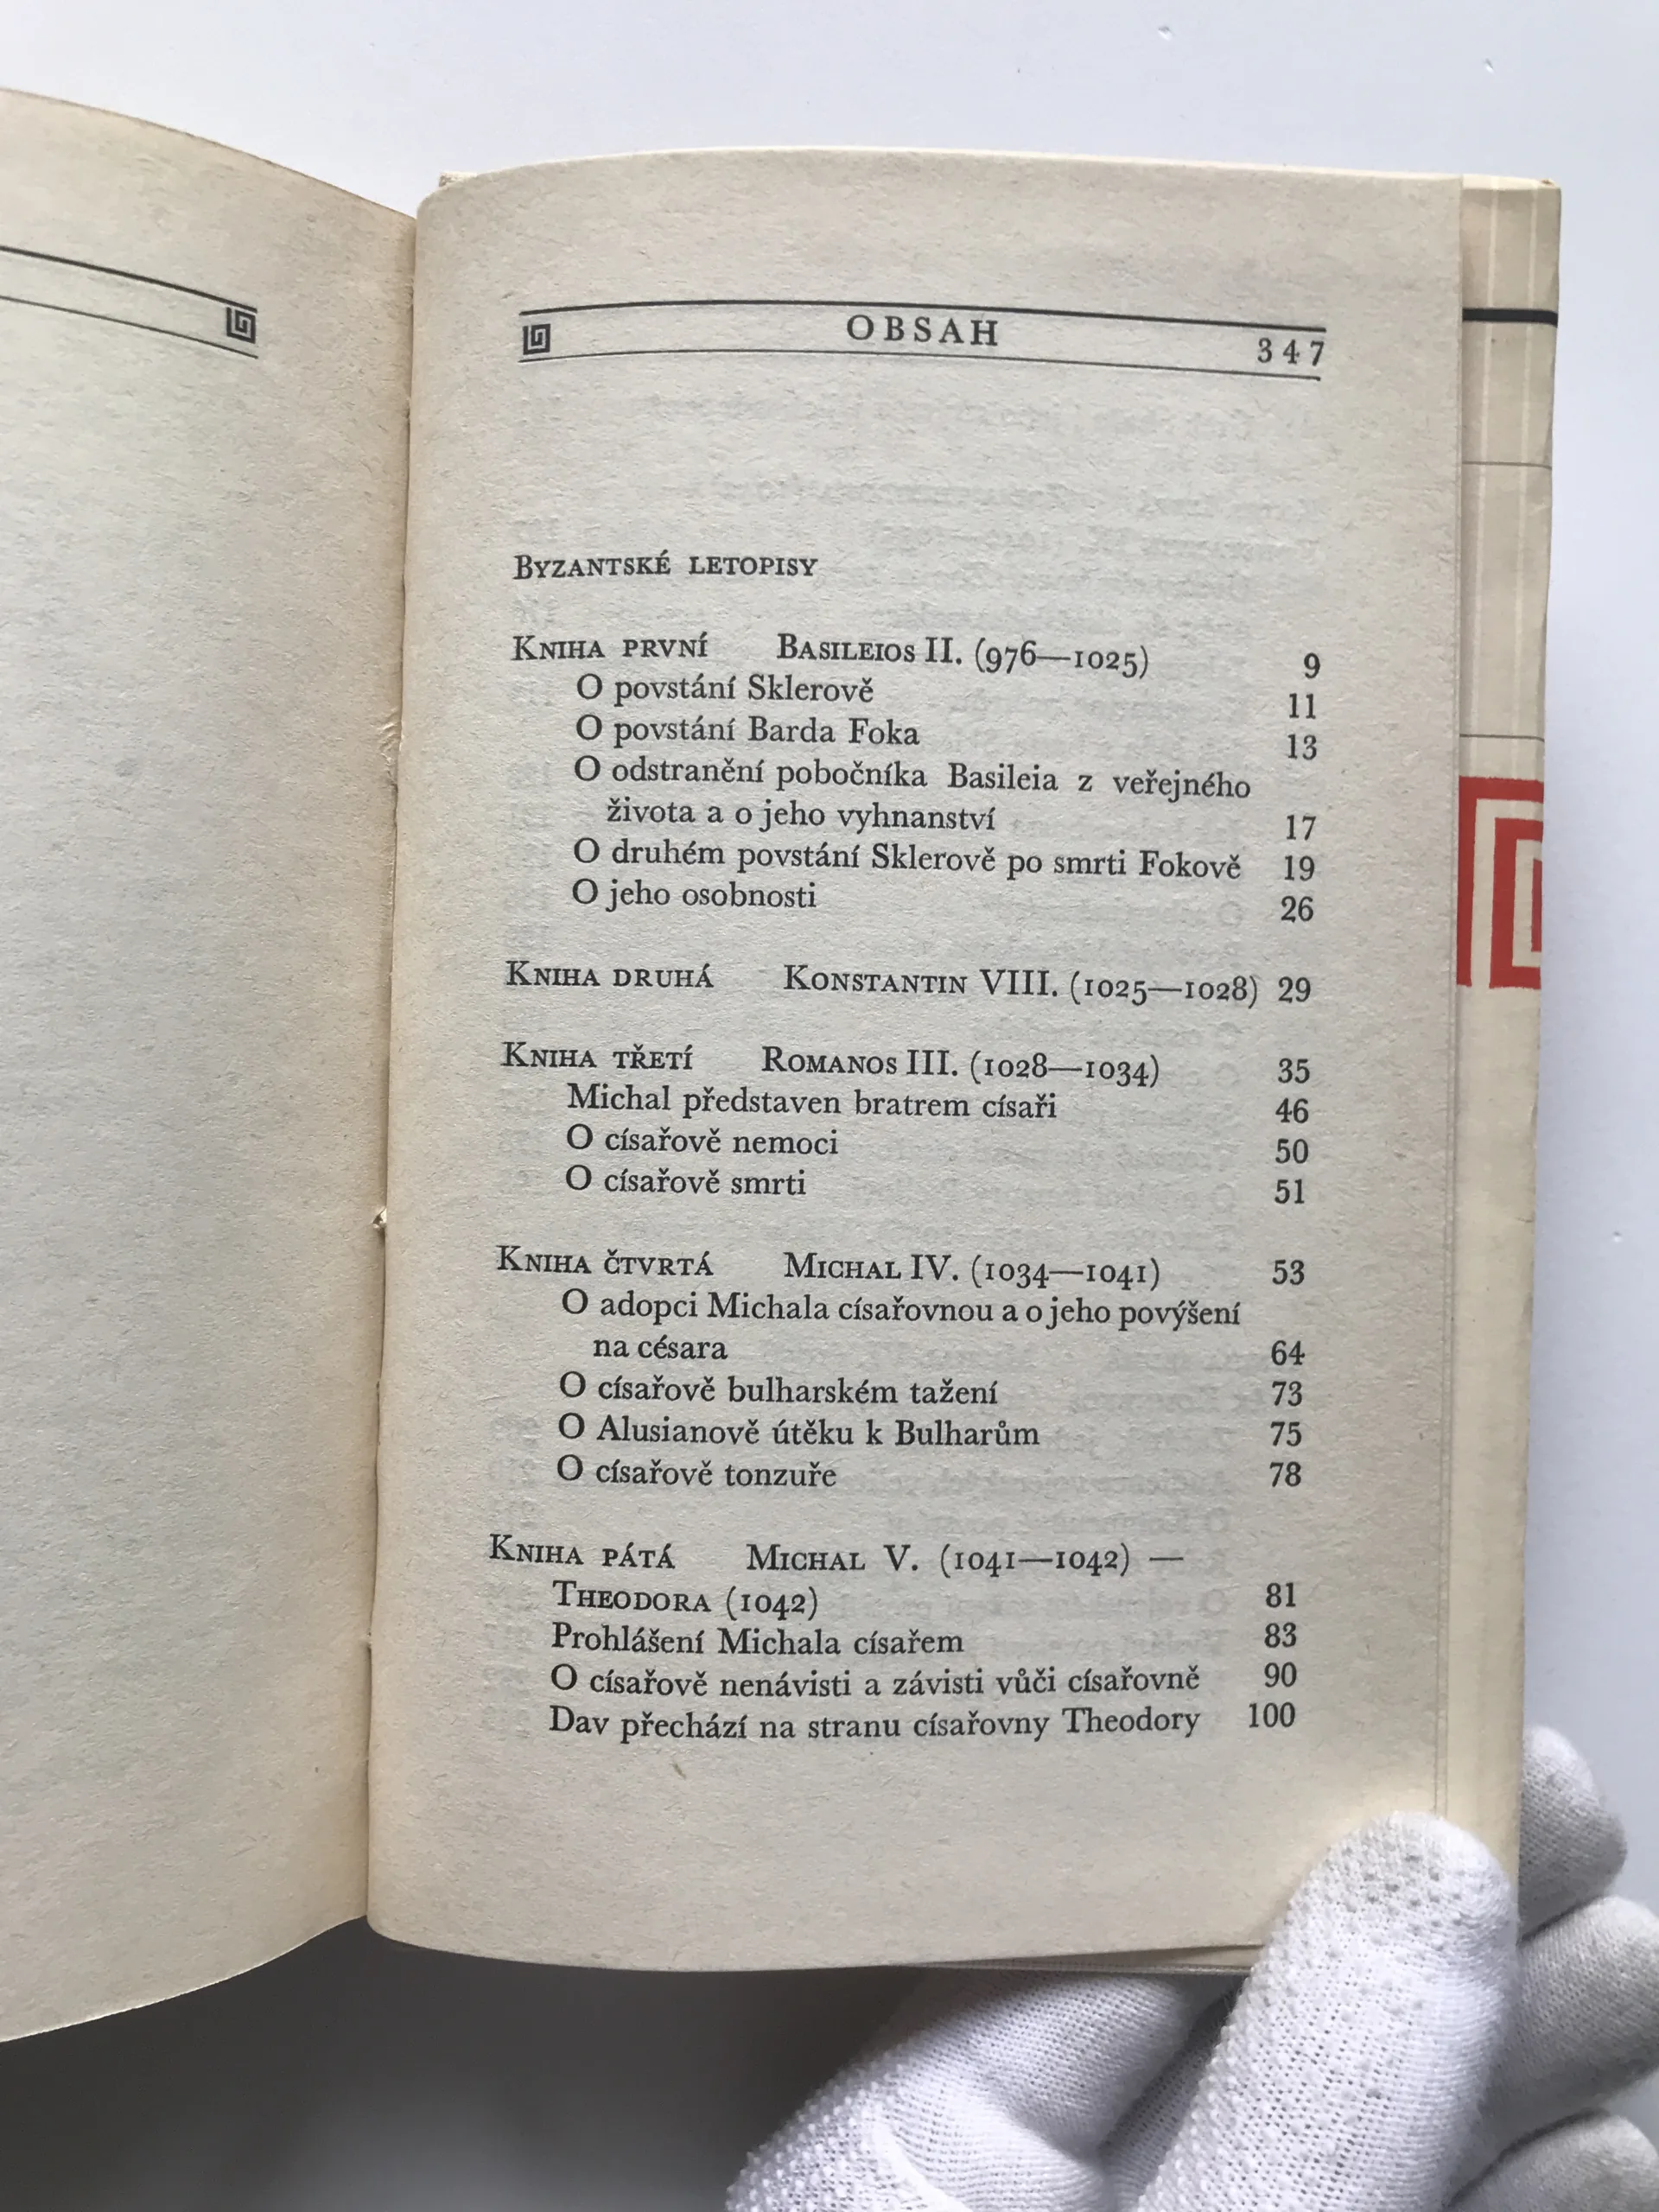 OBSAH
347
BYZANTSKÉ LETOPISY
KNIHA PRVNÍ BASILEIOS II. (976—1025) 9
O povstání Sklerově 11
O povstání Barda Foka 13
O odstranění pobočníka Basileia z veřejného
života a o jeho vyhnanství 17
O druhém povstání Sklerově po smrti Fokově 19
O jeho osobnosti 26
KNIHA DRUHÁ KONSTANTIN VIII. (1025—1028) 29
KNIHA TŘETÍ ROMANOS III. (1028—1034) 35
Michal představen bratrem císaři 46
O císařově nemoci 50
O císařově smrti 51
KNIHA ČTVRTÁ MICHAL IV. (1034—1041) 53
O adopci Michala císařovnou a o jeho povýšení
na césara 64
O císařově bulharském tažení 73
O Alusianově útěku k Bulharům 75
O císařově tonzuře 78
KNIHA PÁTÁ MICHAL V. (1041—1042) —
THEODORA (1042) 81
Prohlášení Michala císařem 83
O císařově nenávisti a závisti vůči císařovně 90
Dav přechází na stranu císařovny Theodory 100